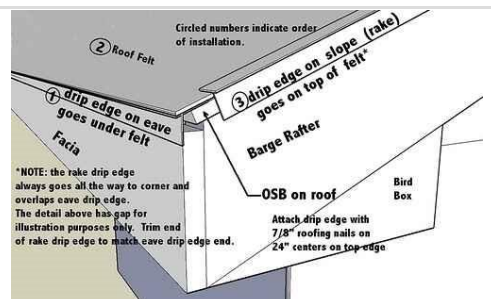 Circled numbers indicate order
of installation.
2 Roof Felt
1 drip edge on eave
goes under felt
3 drip edge on slope (rake)
goes on top of felt*
Facia
Barge Rafter
*NOTE: the rake drip edge
always goes all the way to corner and
overlaps eave drip edge.
The detail above has gap for
illustration purposes only. Trim end
of rake drip edge to match eave drip edge end.
OSB on roof
Bird
Box
Attach drip edge with
7/8" roofing nails on
24" centers on top edge